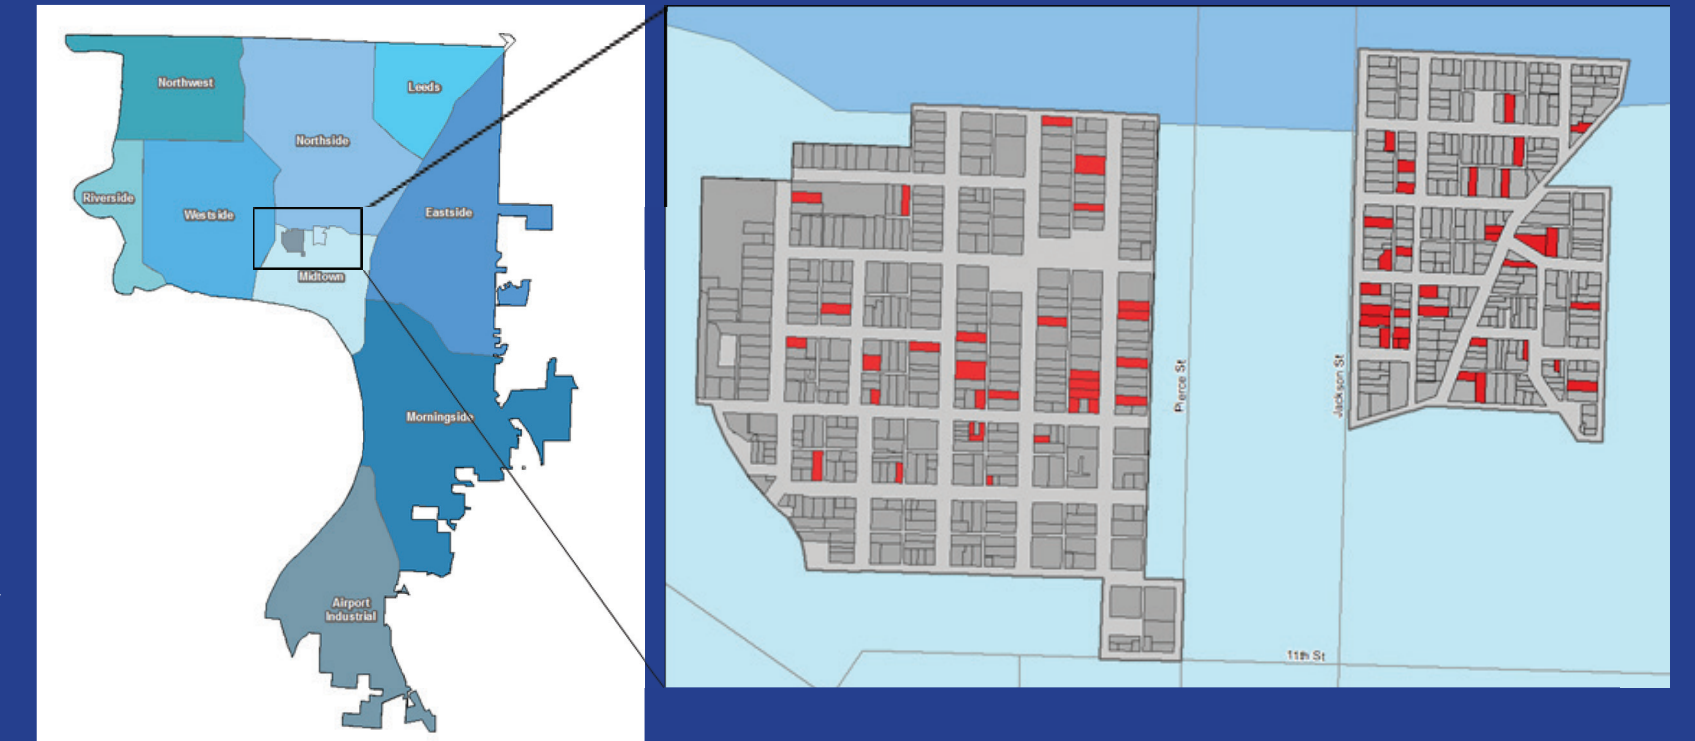 Northwest
Leeds
Northside
Riverside
Westside
Eastside
Midtown
Morningside
Airport
Industrial
Pierce St
Jackson St
11th St